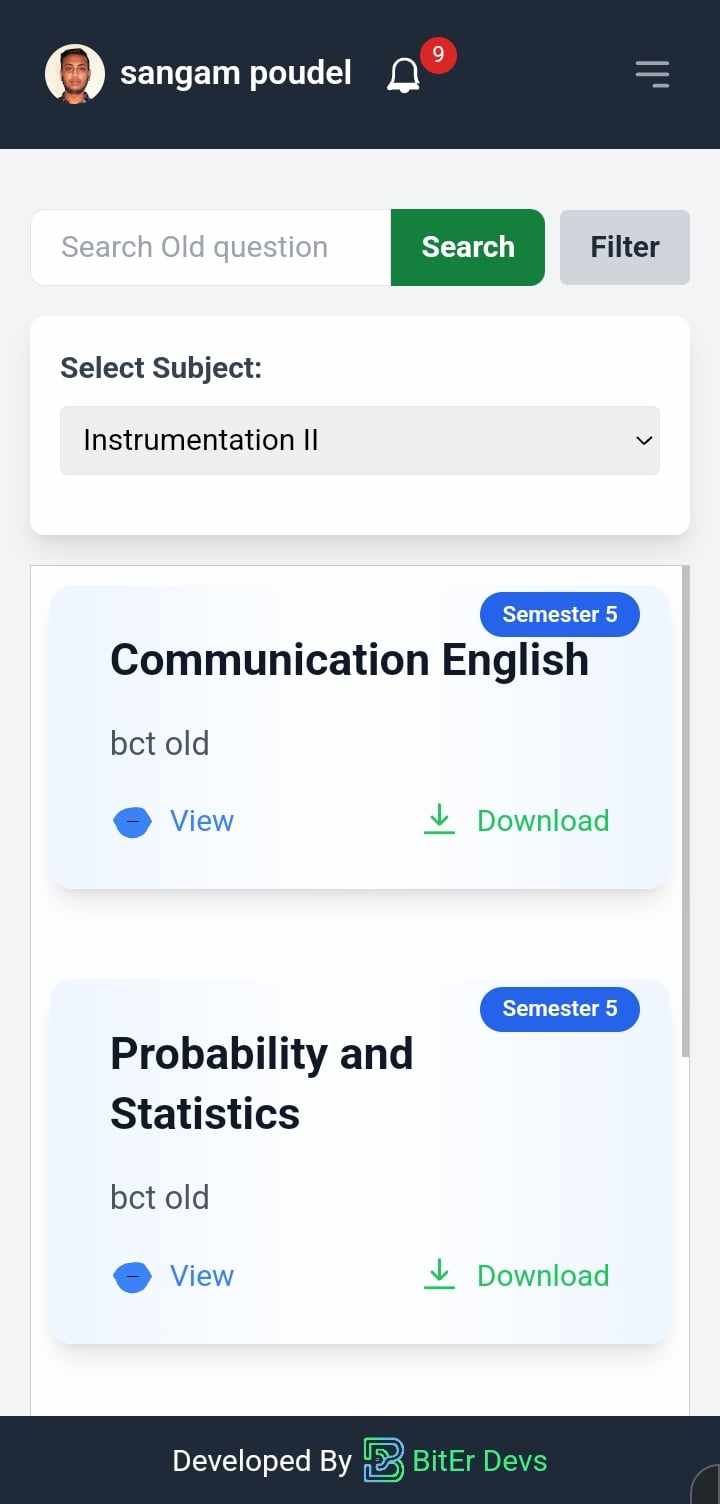 sangam poudel 9
Search Old question Search Filter
Select Subject:
Instrumentation II
Semester 5
Communication English
bct old
View Download
Semester 5
Probability and
Statistics
bct old
View Download
Developed By BitEr Devs